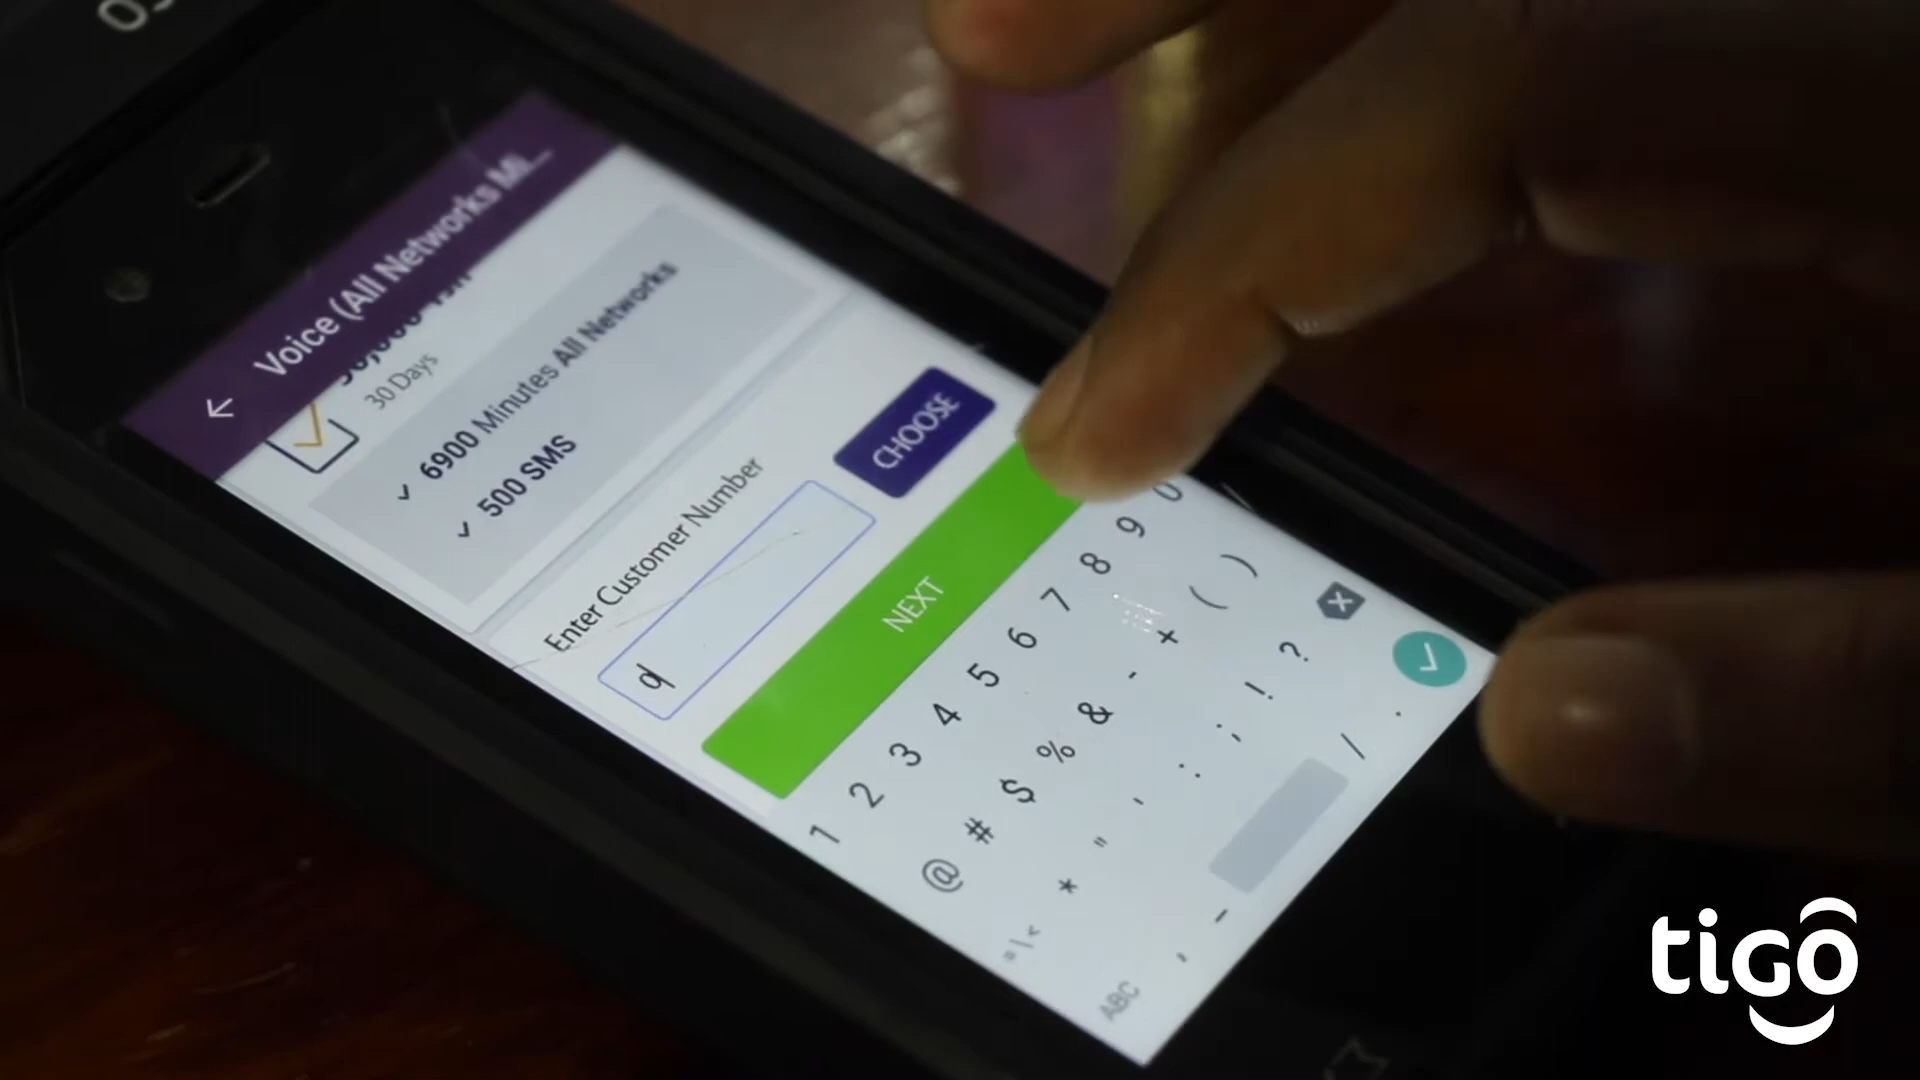 Voice (All Networks Mi...
30 Days
6900 Minutes All Networks
500 SMS
Enter Customer Number
CHOOSE
0
NEXT
1 2 3 4 5 6 7 8 9 0
@ # $ % & - + ( )
= \ < * " ' : ; ! ?
ABC , _ / .
tigo